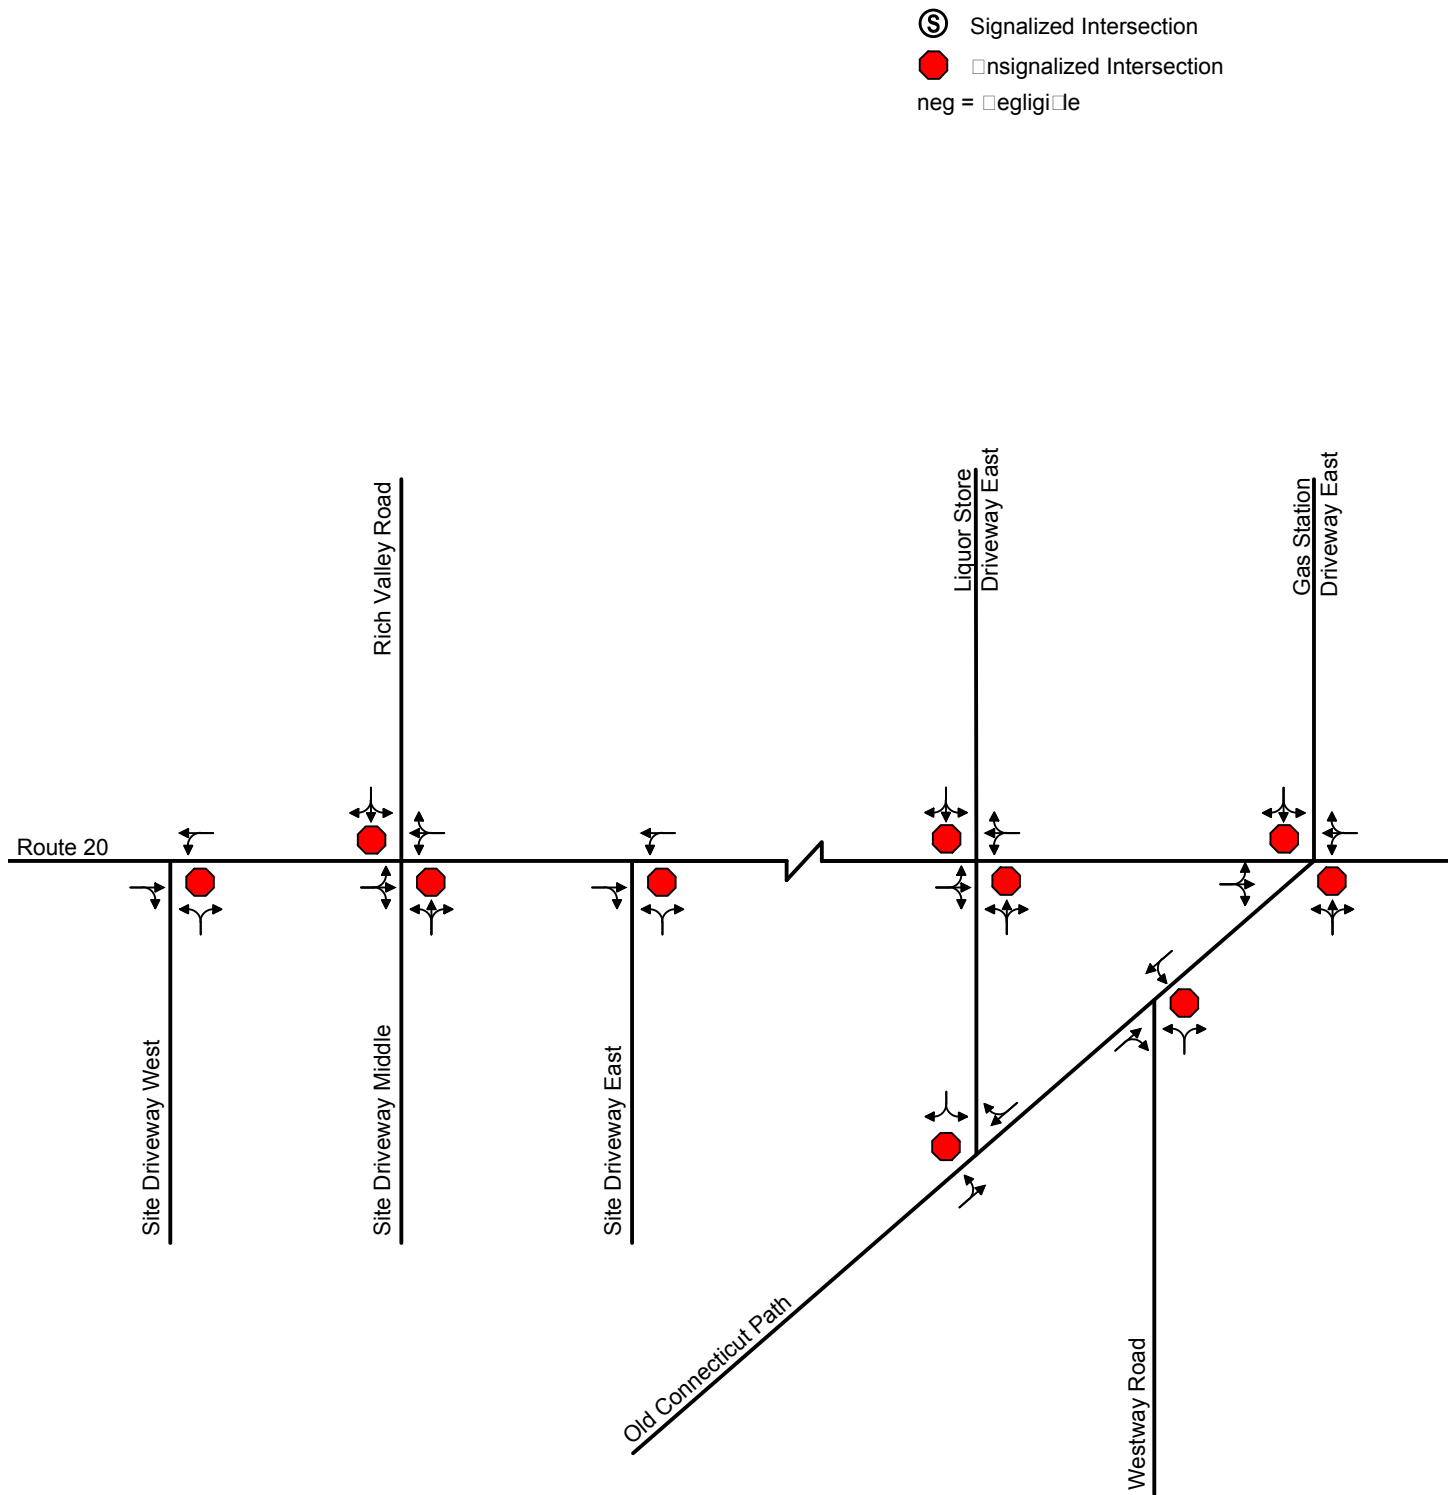 S Signalized Intersection
□nsignalized Intersection
neg = □egligi□le
Liquor Store
Driveway East
Gas Station
Driveway East
Rich Valley Road
Route 20
Site Driveway West
Site Driveway Middle
Site Driveway East
Old Connecticut Path
Westway Road